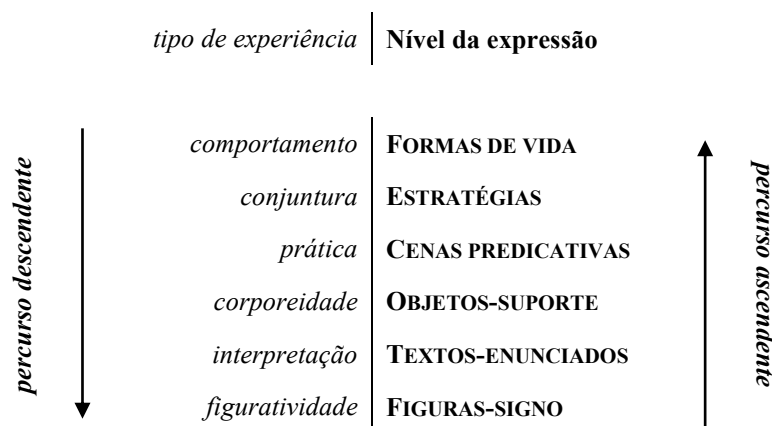 tipo de experiência Nível da expressão
percurso descendente
comportamento FORMAS DE VIDA
conjuntura ESTRATÉGIAS
prática CENAS PREDICATIVAS
corporeidade OBJETOS-SUPORTE
interpretação TEXTOS-ENUNCIADOS
figuratividade FIGURAS-SIGNO
percurso ascendente